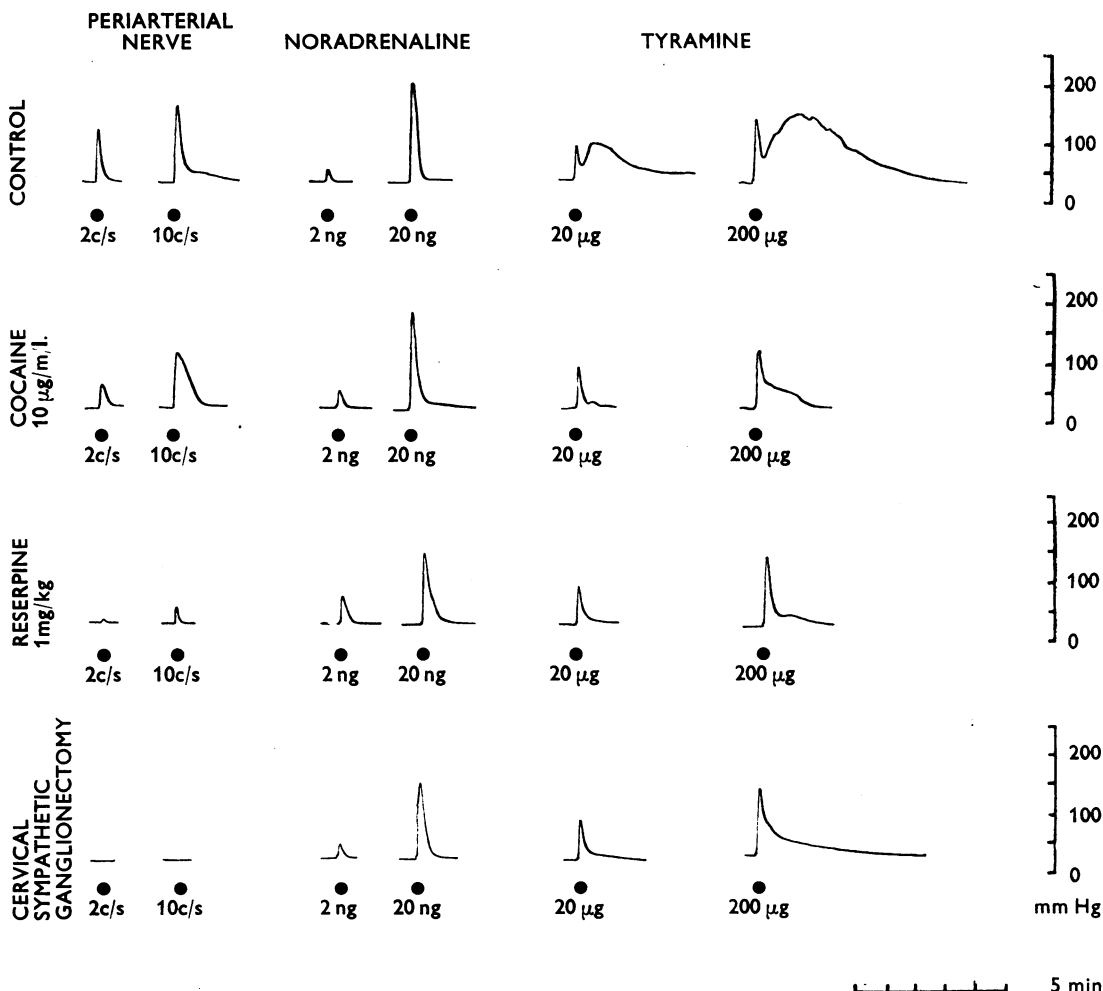 PERIARTERIAL
NERVE
NORADRENALINE
TYRAMINE
CONTROL
200
100
0
2c/s
10c/s
2 ng
20 ng
20 µg
200 µg
COCAINE
10 µg/ml.
200
100
0
2c/s
10c/s
2 ng
20 ng
20 µg
200 µg
RESERPINE
1mg/kg
200
100
0
2c/s
10c/s
2 ng
20 ng
20 µg
200 µg
CERVICAL
SYMPATHETIC
GANGLIONECTOMY
200
100
0
2c/s
10c/s
2 ng
20 ng
20 µg
200 µg
mm Hg
5 min